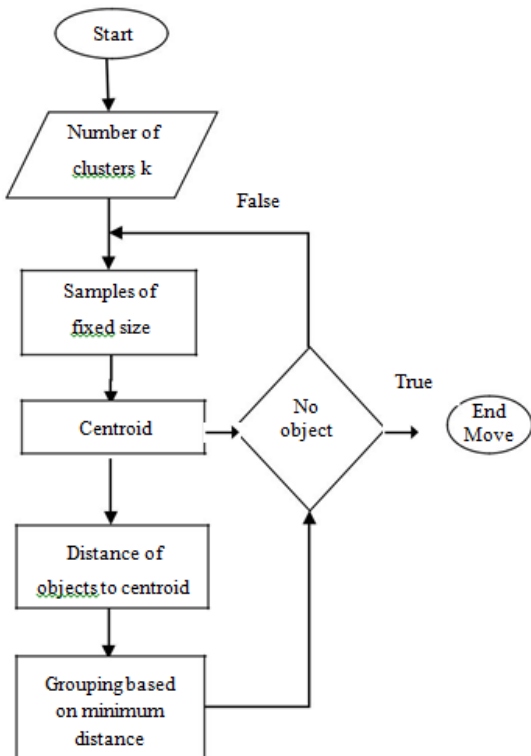 Start
Number of
clusters k
False
Samples of
fixed size
True
No
object
End
Move
Centroid
Distance of
objects to centroid
Grouping based
on minimum
distance